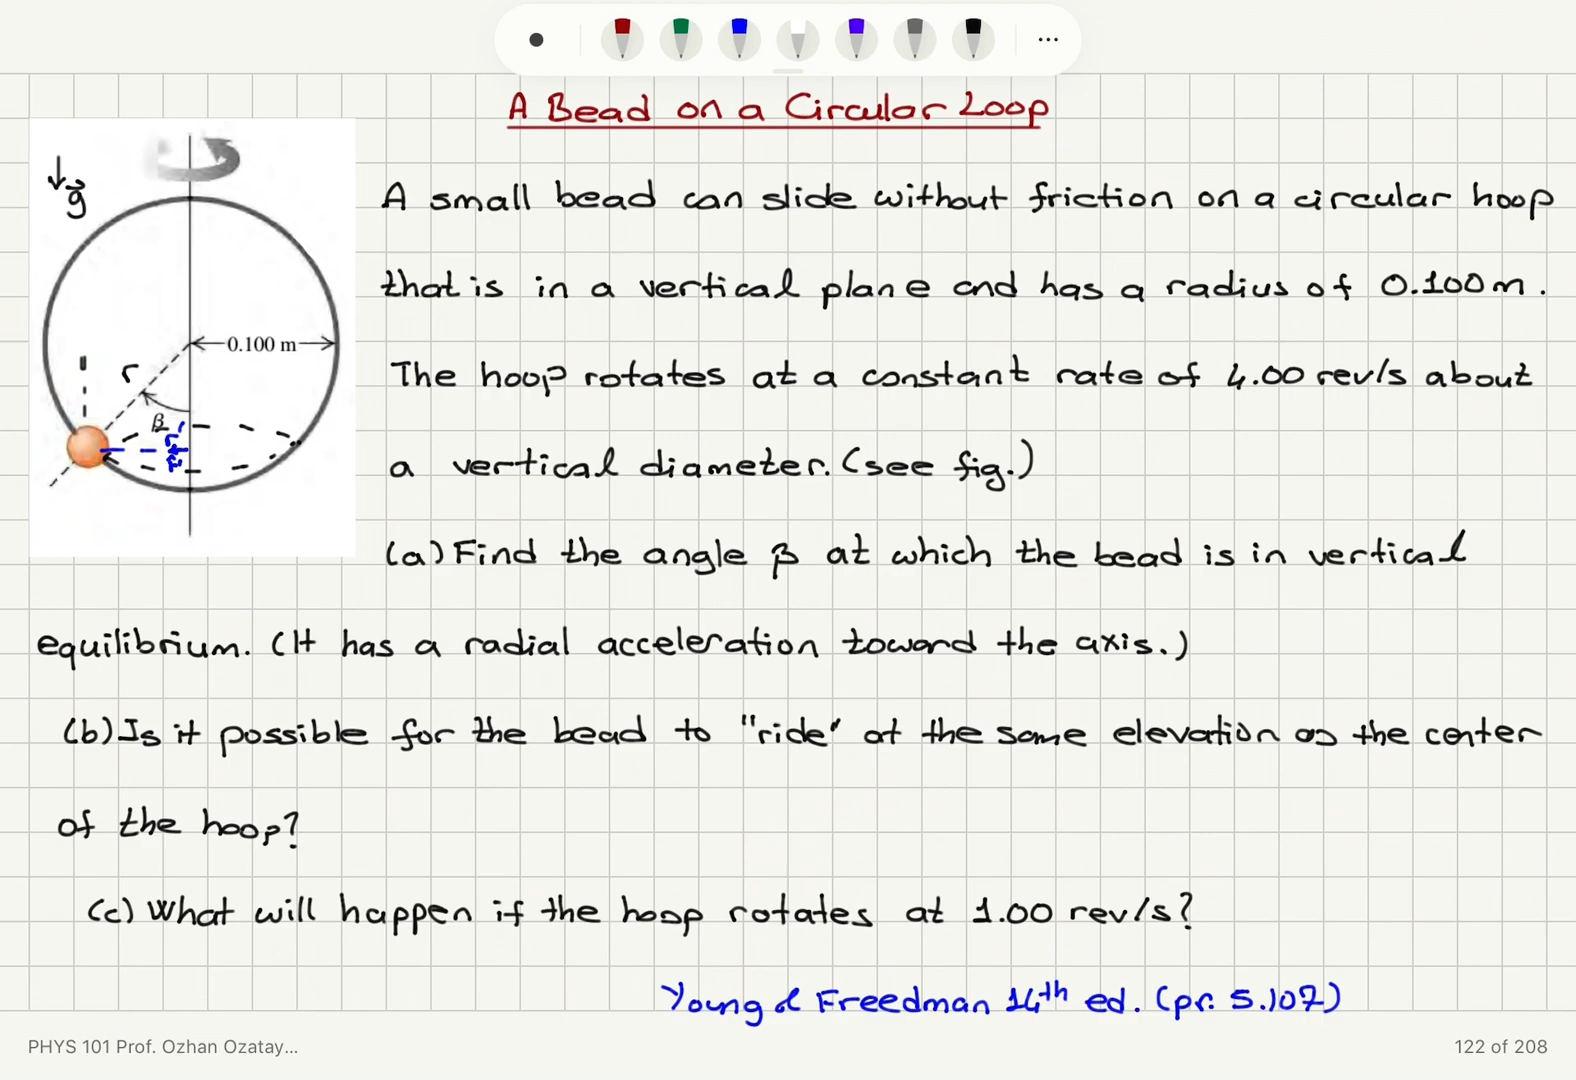 A Bead on a Circular Loop
g
A small bead can slide without friction on a circular hoop
that is in a vertical plane and has a radius of 0.100m.
0.100 m
r
The hoop rotates at a constant rate of 4.00 rev/s about
β
r'
a vertical diameter. (see fig.)
(a) Find the angle β at which the bead is in vertical
equilibrium. (It has a radial acceleration toward the axis.)
(b) Is it possible for the bead to "ride" at the same elevation as the center
of the hoop?
(c) What will happen if the hoop rotates at 1.00 rev/s?
Young & Freedman 14th ed. (pr. 5.107)
PHYS 101 Prof. Ozhan Ozatay...
122 of 208